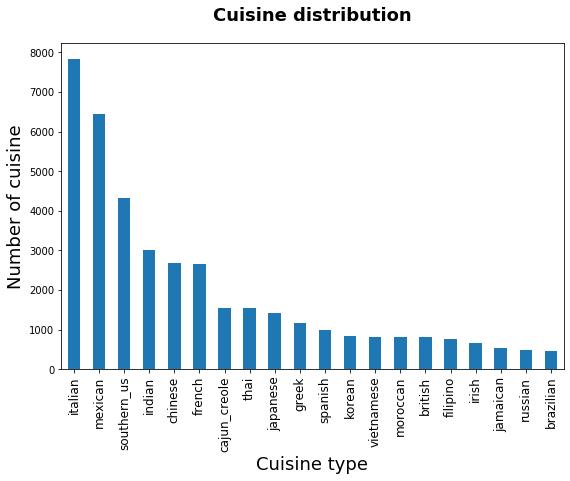 Cuisine distribution
8000
7000
6000
5000
4000
3000
2000
1000
0
Number of cuisine
italian
mexican
southern_us
indian
chinese
french
cajun_creole
thai
japanese
greek
spanish
korean
vietnamese
moroccan
british
filipino
irish
jamaican
russian
brazilian
Cuisine type